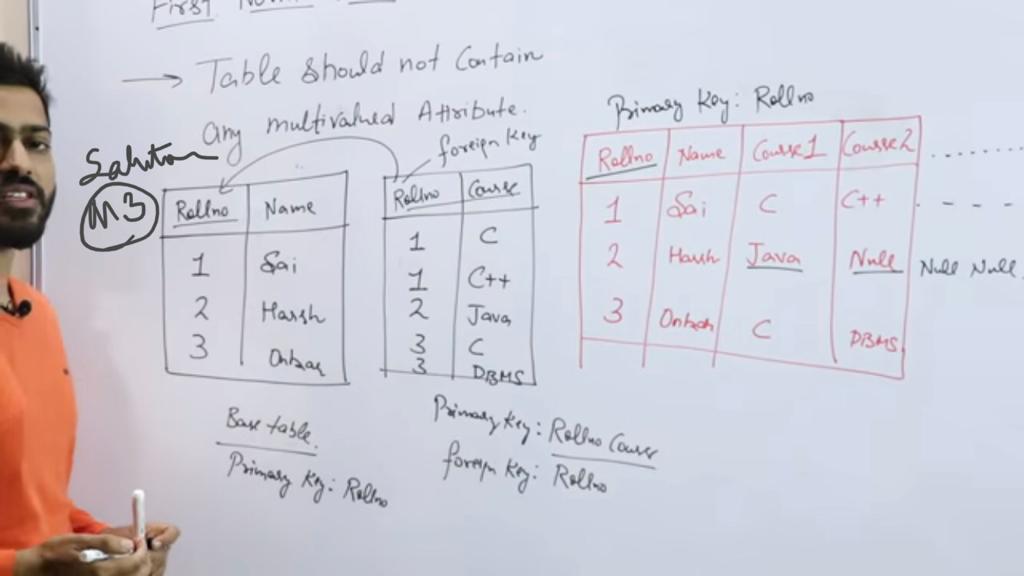 First
→ Table should not Contain
any multivalued Attribute.
Solution
M3
foreign Key
Rollno Name
1 Sai
2 Harsh
3 Onkar
Base table.
Primary Key: Rollno
Rollno Course
1 C
1 C++
2 Java
3 C
3 DBMS
Primary Key: Rollno Course
foreign Key: Rollno
Primary Key: Rollno
Rollno Name Course1 Course2 ........
1 Sai C C++ - - - -
2 Harsh Java Null Null Null.
3 Onkar C DBMS